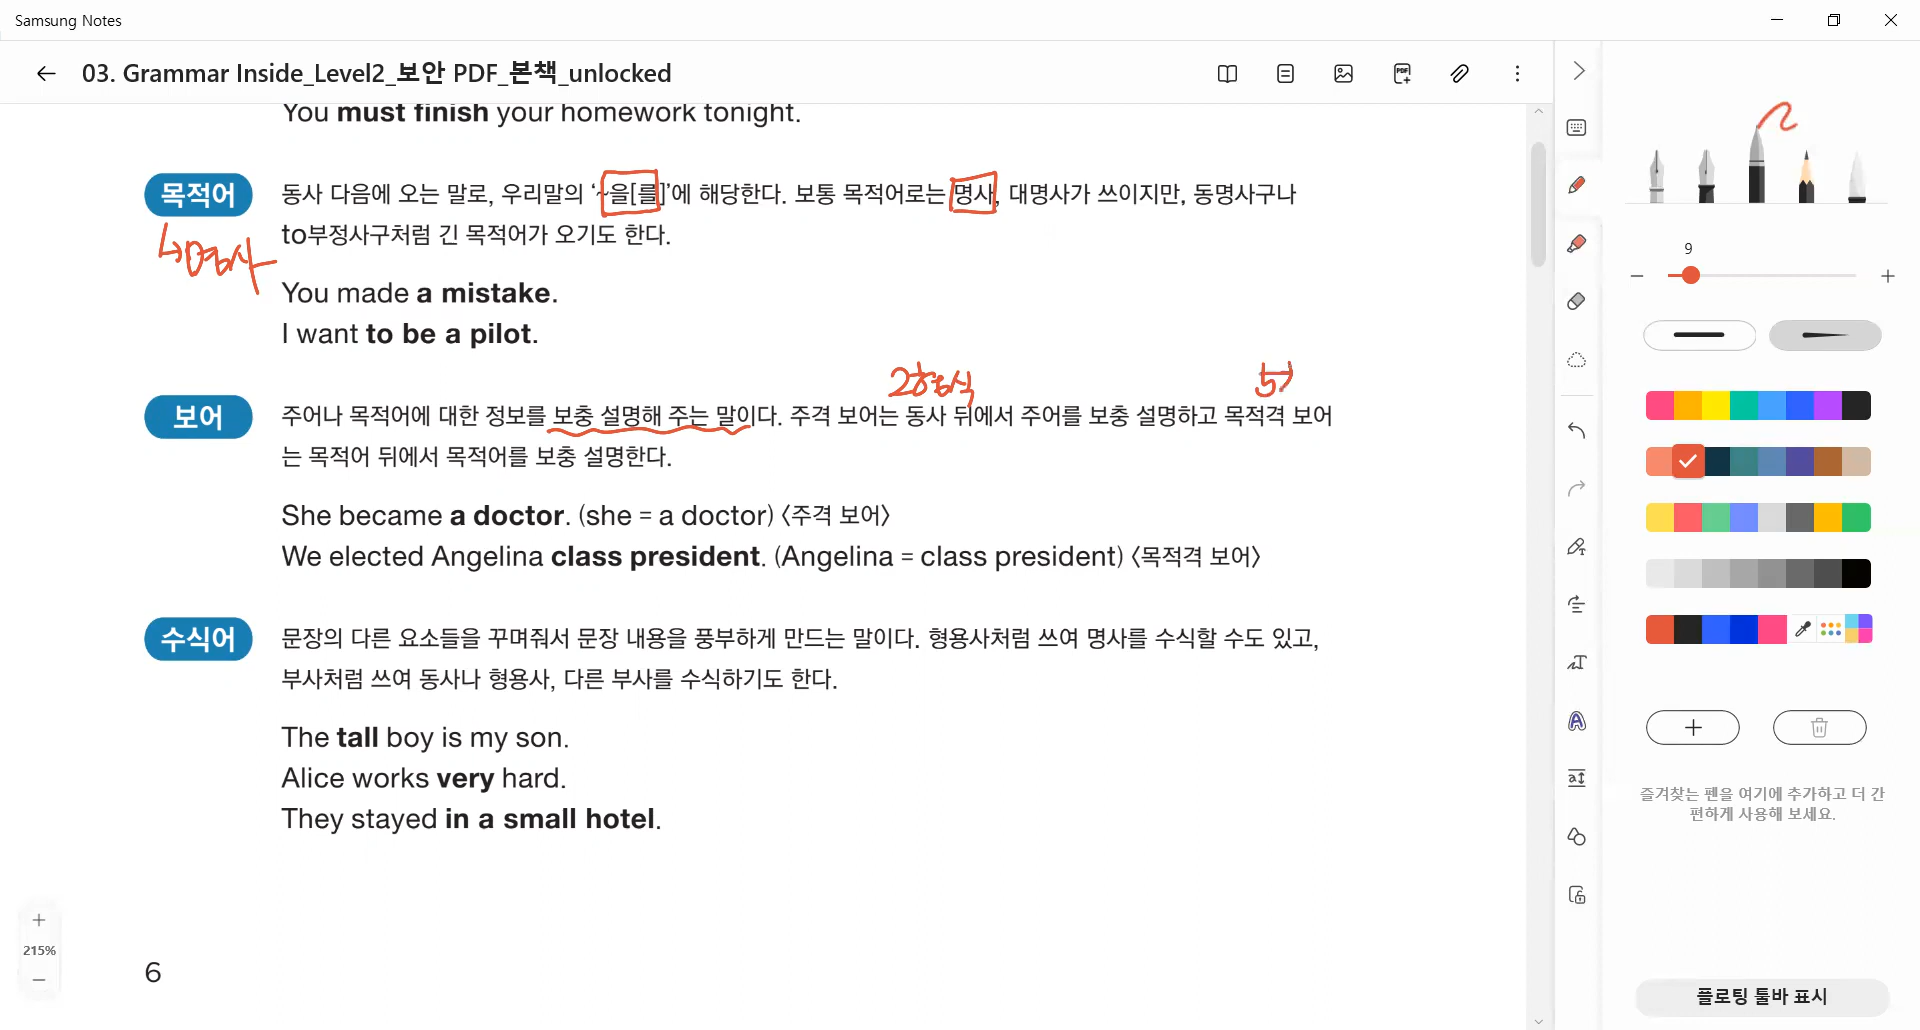 Samsung Notes
03. Grammar Inside_Level2_보안 PDF_본책_unlocked
You must finish your homework tonight.
목적어
동사 다음에 오는 말로, 우리말의 ‘~을[를]’에 해당한다. 보통 목적어로는 명사, 대명사가 쓰이지만, 동명사구나
to부정사구처럼 긴 목적어가 오기도 한다.
↳명사
You made a mistake.
I want to be a pilot.
2형식
보어
주어나 목적어에 대한 정보를 보충 설명해 주는 말이다. 주격 보어는 동사 뒤에서 주어를 보충 설명하고 목적격 보어
는 목적어 뒤에서 목적어를 보충 설명한다.
She became a doctor. (she = a doctor) 〈주격 보어〉
We elected Angelina class president. (Angelina = class president) 〈목적격 보어〉
수식어
문장의 다른 요소들을 꾸며줘서 문장 내용을 풍부하게 만드는 말이다. 형용사처럼 쓰여 명사를 수식할 수도 있고,
부사처럼 쓰여 동사나 형용사, 다른 부사를 수식하기도 한다.
The tall boy is my son.
Alice works very hard.
They stayed in a small hotel.
6
215%
9
즐겨찾는 펜을 여기에 추가하고 더 간
편하게 사용해 보세요.
플로팅 툴바 표시